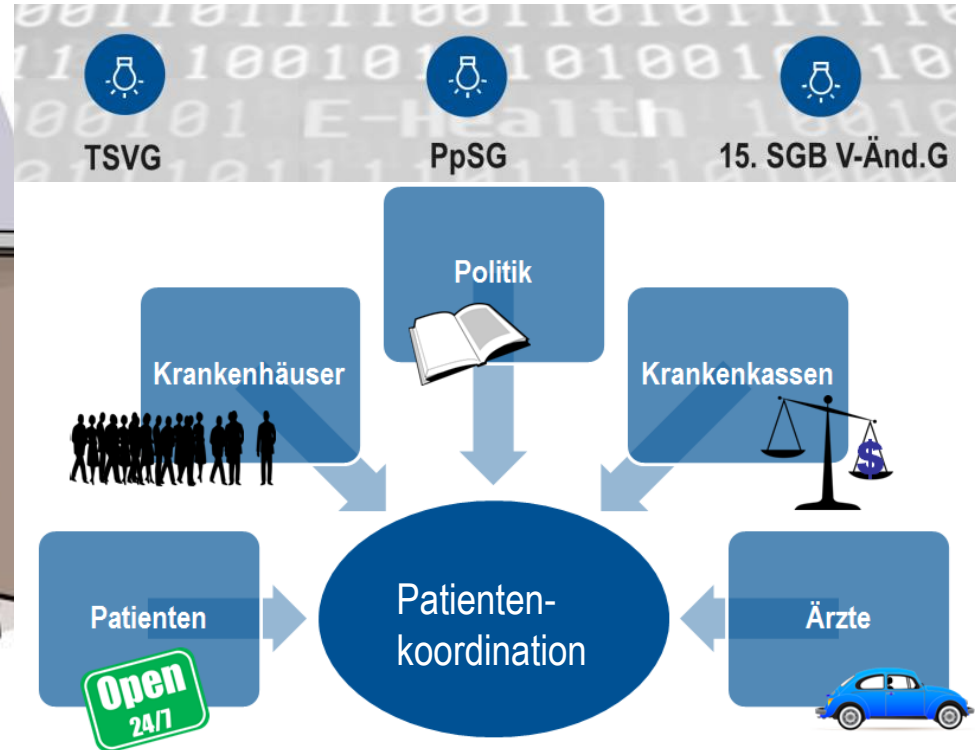 E-Health
TSVG
PpSG
15. SGB V-Änd.G
Politik
Krankenhäuser
Krankenkassen
$
Patienten
Patienten-
koordination
Ärzte
Open
24/7